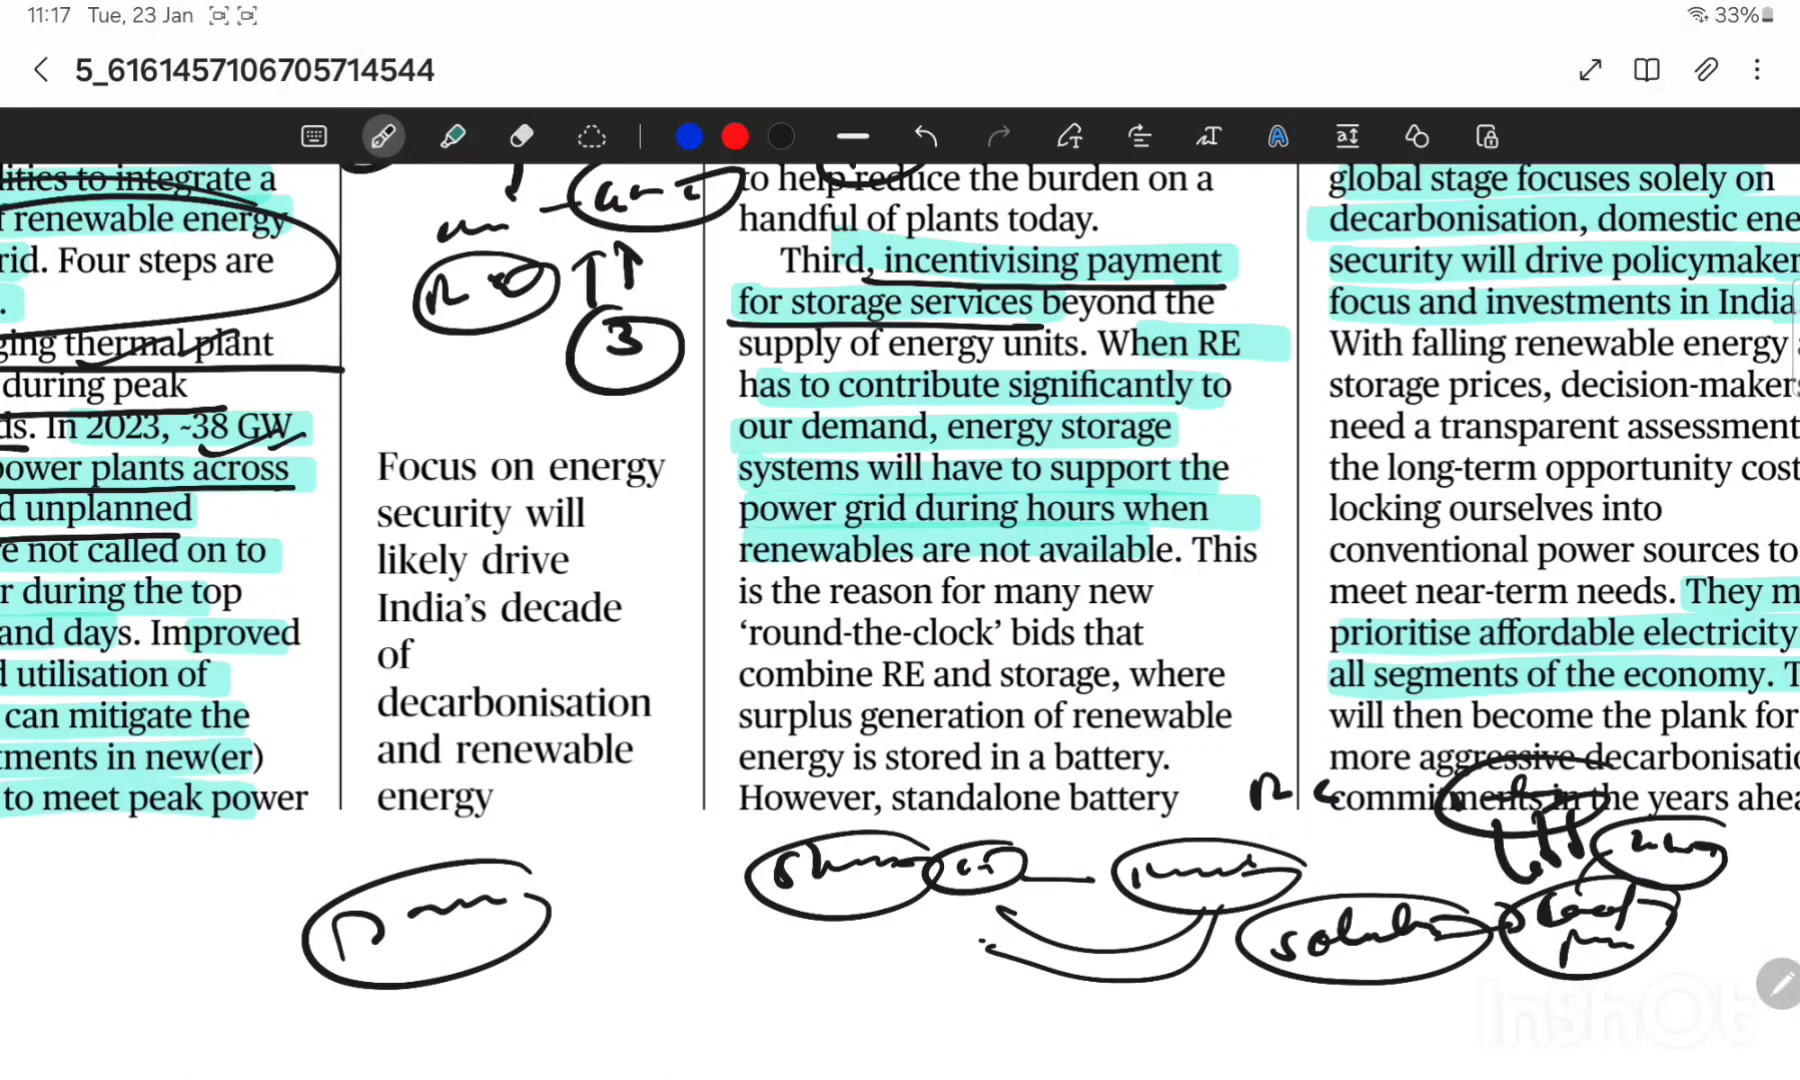 11:17 Tue, 23 Jan
33%
5_6161457106705714544
lities to integrate a
f renewable energy
rid. Four steps are
.
ging thermal plant
during peak
ds. In 2023, ~38 GW
power plants across
d unplanned
e not called on to
r during the top
and days. Improved
d utilisation of
can mitigate the
tments in new(er)
to meet peak power
3
Focus on energy
security will
likely drive
India’s decade
of
decarbonisation
and renewable
energy
to help reduce the burden on a
handful of plants today.
Third, incentivising payment
for storage services beyond the
supply of energy units. When RE
has to contribute significantly to
our demand, energy storage
systems will have to support the
power grid during hours when
renewables are not available. This
is the reason for many new
‘round-the-clock’ bids that
combine RE and storage, where
surplus generation of renewable
energy is stored in a battery.
However, standalone battery
global stage focuses solely on
decarbonisation, domestic ene
security will drive policymaker
focus and investments in India
With falling renewable energy a
storage prices, decision-makers
need a transparent assessment
the long-term opportunity cost
locking ourselves into
conventional power sources to
meet near-term needs. They m
prioritise affordable electricity
all segments of the economy. T
will then become the plank for
more aggressive decarbonisatio
commitments in the years ahea
InShOt